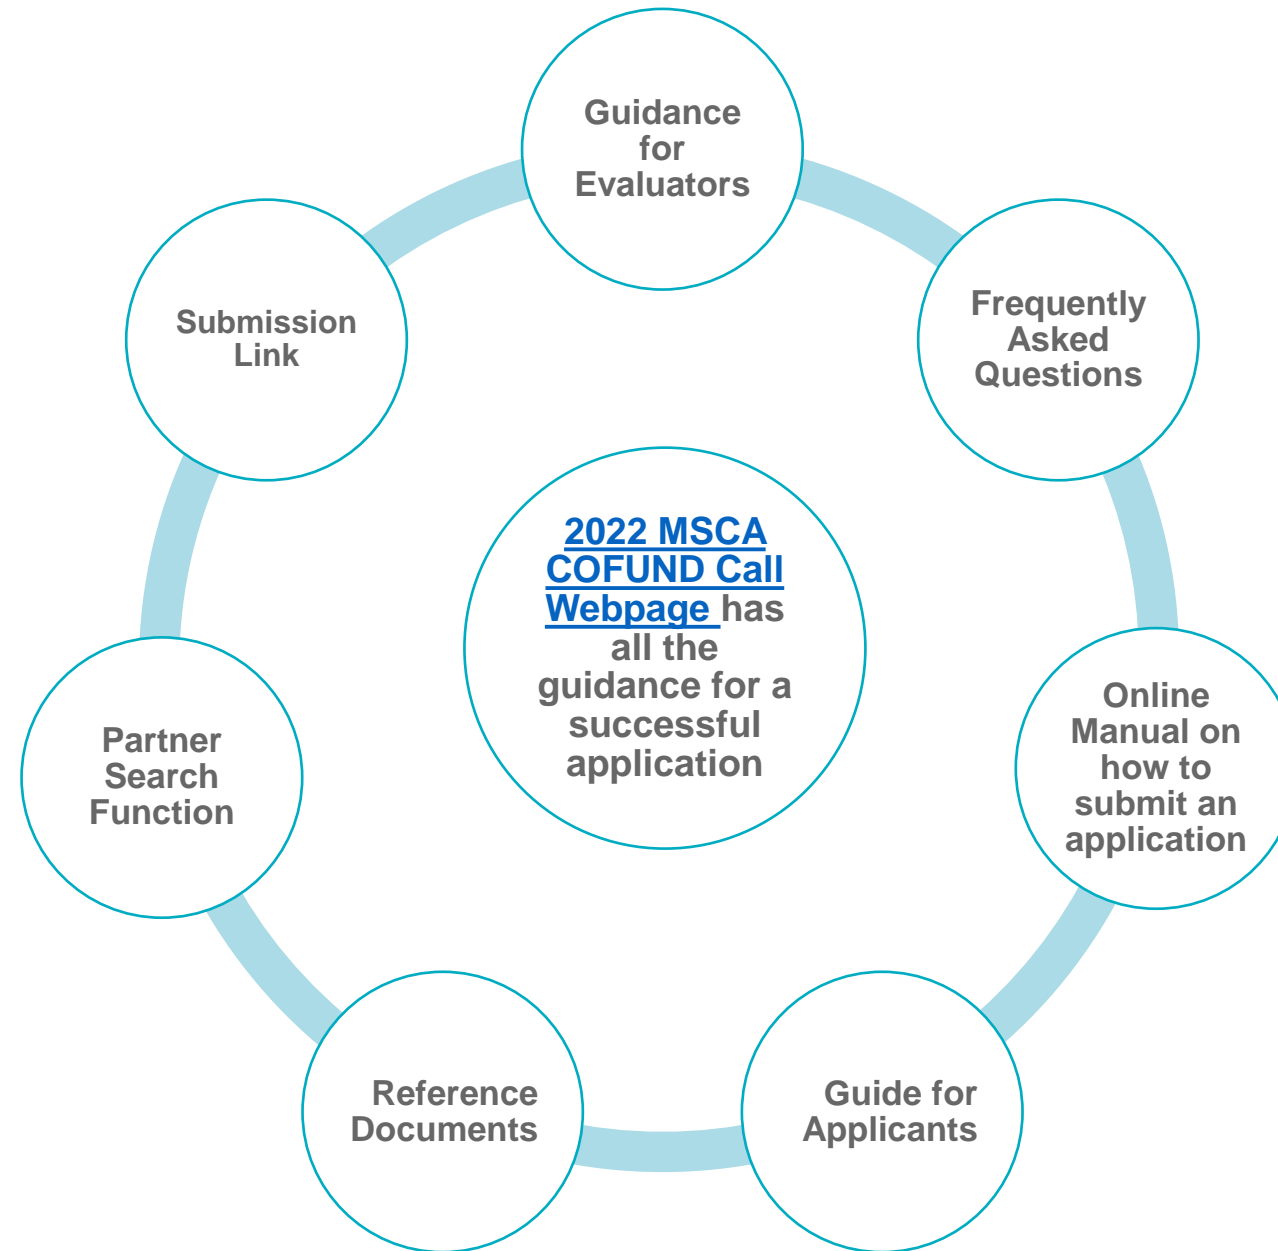 Guidance
for
Evaluators
Frequently
Asked
Questions
Online
Manual on
how to
submit an
application
Guide for
Applicants
Reference
Documents
Partner
Search
Function
Submission
Link
2022 MSCA
COFUND Call
Webpage has
all the
guidance for a
successful
application